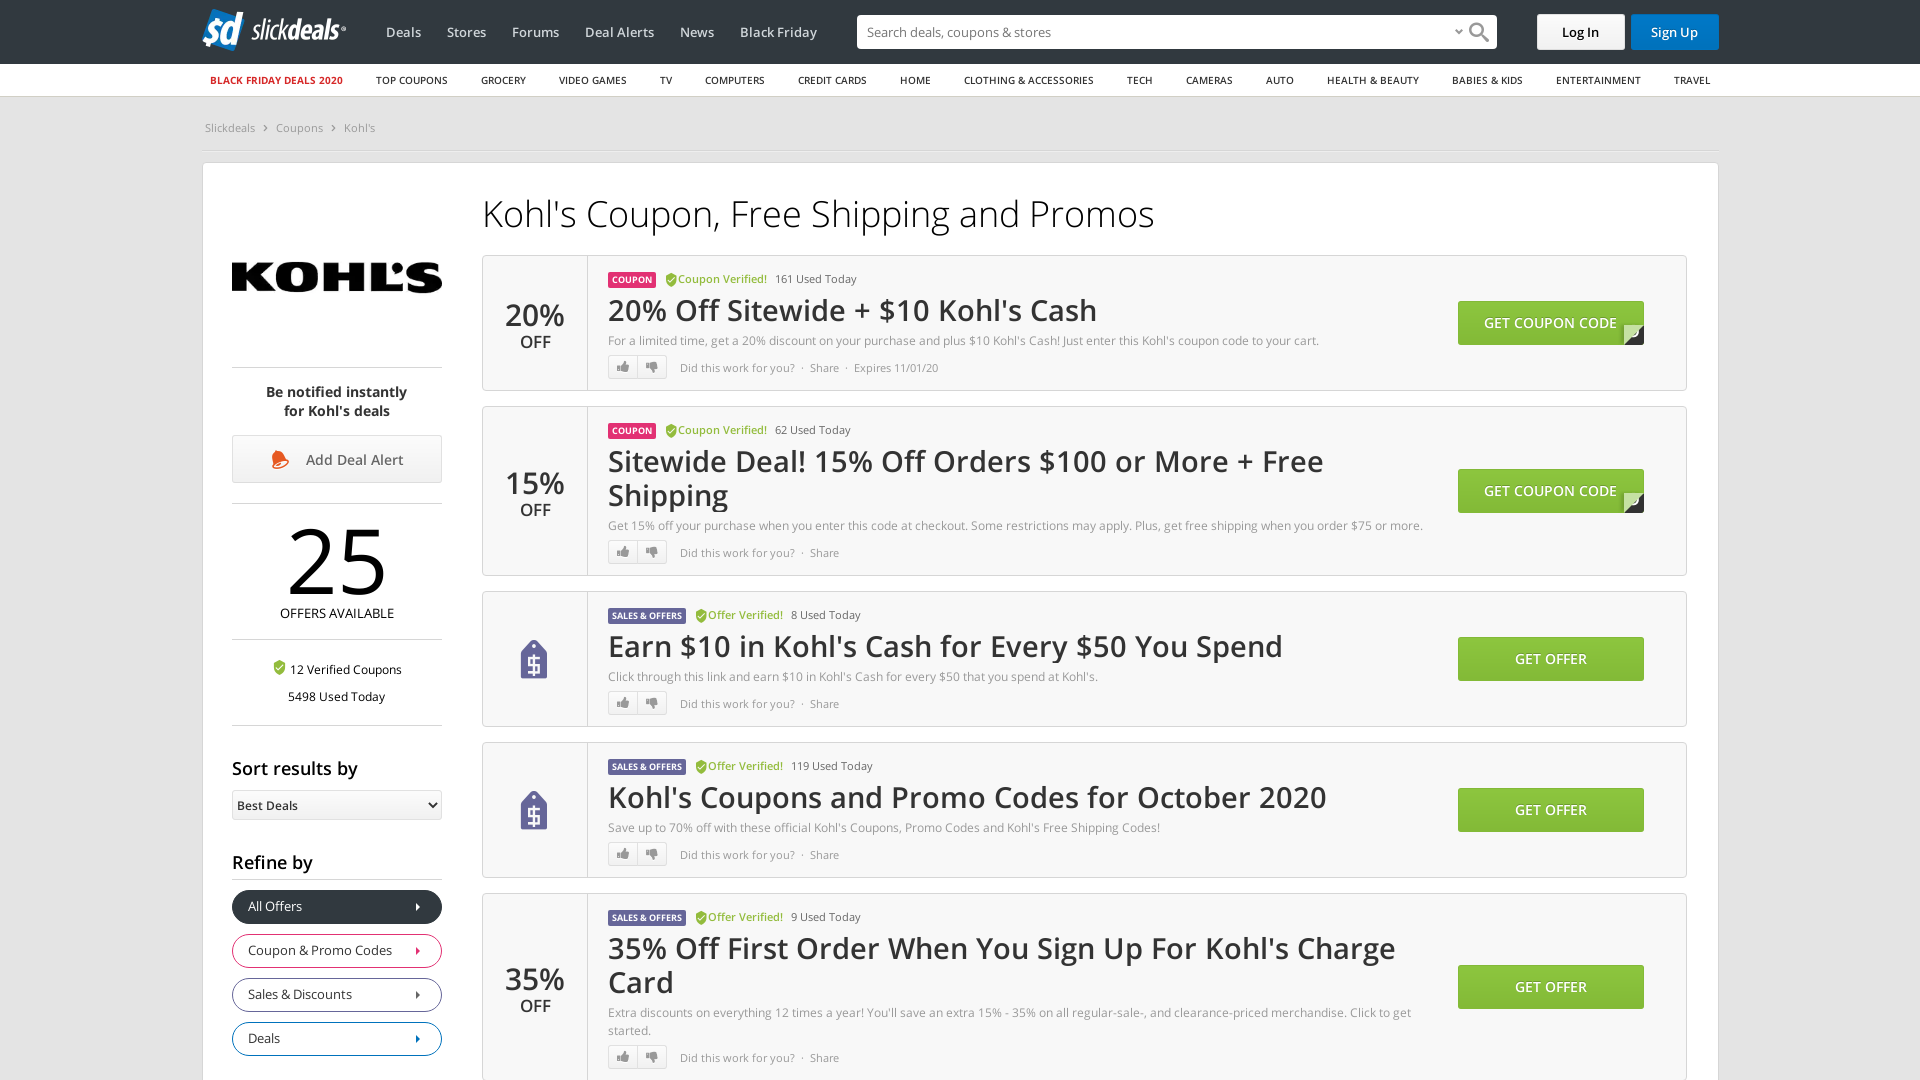 slickdeals
Deals
Stores
Forums
Deal Alerts
News
Black Friday
Search deals, coupons & stores
Log In
Sign Up
BLACK FRIDAY DEALS 2020
TOP COUPONS
GROCERY
VIDEO GAMES
TV
COMPUTERS
CREDIT CARDS
HOME
CLOTHING & ACCESSORIES
TECH
CAMERAS
AUTO
HEALTH & BEAUTY
BABIES & KIDS
ENTERTAINMENT
TRAVEL
Slickdeals > Coupons > Kohl's
KOHL'S
Be notified instantly
for Kohl's deals
Add Deal Alert
25
OFFERS AVAILABLE
12 Verified Coupons
5498 Used Today
Sort results by
Best Deals
Refine by
All Offers
Coupon & Promo Codes
Sales & Discounts
Deals
Kohl's Coupon, Free Shipping and Promos
20%
OFF
COUPON Coupon Verified! 161 Used Today
20% Off Sitewide + $10 Kohl's Cash
For a limited time, get a 20% discount on your purchase and plus $10 Kohl's Cash! Just enter this Kohl's coupon code to your cart.
Did this work for you? · Share · Expires 11/01/20
GET COUPON CODE
15%
OFF
COUPON Coupon Verified! 62 Used Today
Sitewide Deal! 15% Off Orders $100 or More + Free
Shipping
Get 15% off your purchase when you enter this code at checkout. Some restrictions may apply. Plus, get free shipping when you order $75 or more.
Did this work for you? · Share
GET COUPON CODE
SALES & OFFERS Offer Verified! 8 Used Today
Earn $10 in Kohl's Cash for Every $50 You Spend
Click through this link and earn $10 in Kohl's Cash for every $50 that you spend at Kohl's.
Did this work for you? · Share
GET OFFER
SALES & OFFERS Offer Verified! 119 Used Today
Kohl's Coupons and Promo Codes for October 2020
Save up to 70% off with these official Kohl's Coupons, Promo Codes and Kohl's Free Shipping Codes!
Did this work for you? · Share
GET OFFER
35%
OFF
SALES & OFFERS Offer Verified! 9 Used Today
35% Off First Order When You Sign Up For Kohl's Charge
Card
Extra discounts on everything 12 times a year! You'll save an extra 15% - 35% on all regular-sale-, and clearance-priced merchandise. Click to get
started.
Did this work for you? · Share
GET OFFER